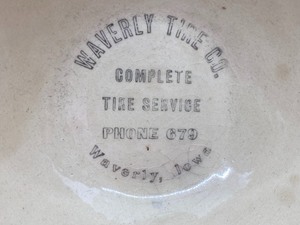 WAVERLY TIRE CO.
COMPLETE
TIRE SERVICE
PHONE 679
Waverly, Iowa